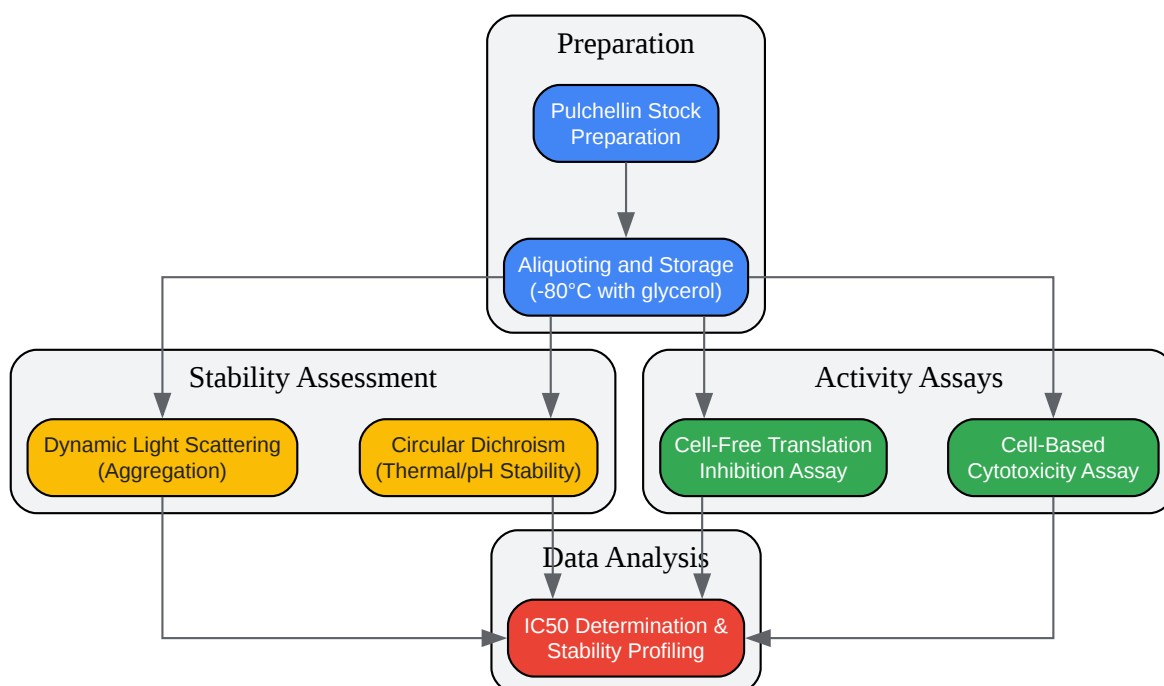 Preparation
Pulchellin Stock
Preparation
Aliquoting and Storage
(-80°C with glycerol)
Stability Assessment
Dynamic Light Scattering
(Aggregation)
Circular Dichroism
(Thermal/pH Stability)
Activity Assays
Cell-Free Translation
Inhibition Assay
Cell-Based
Cytotoxicity Assay
Data Analysis
IC50 Determination &
Stability Profiling